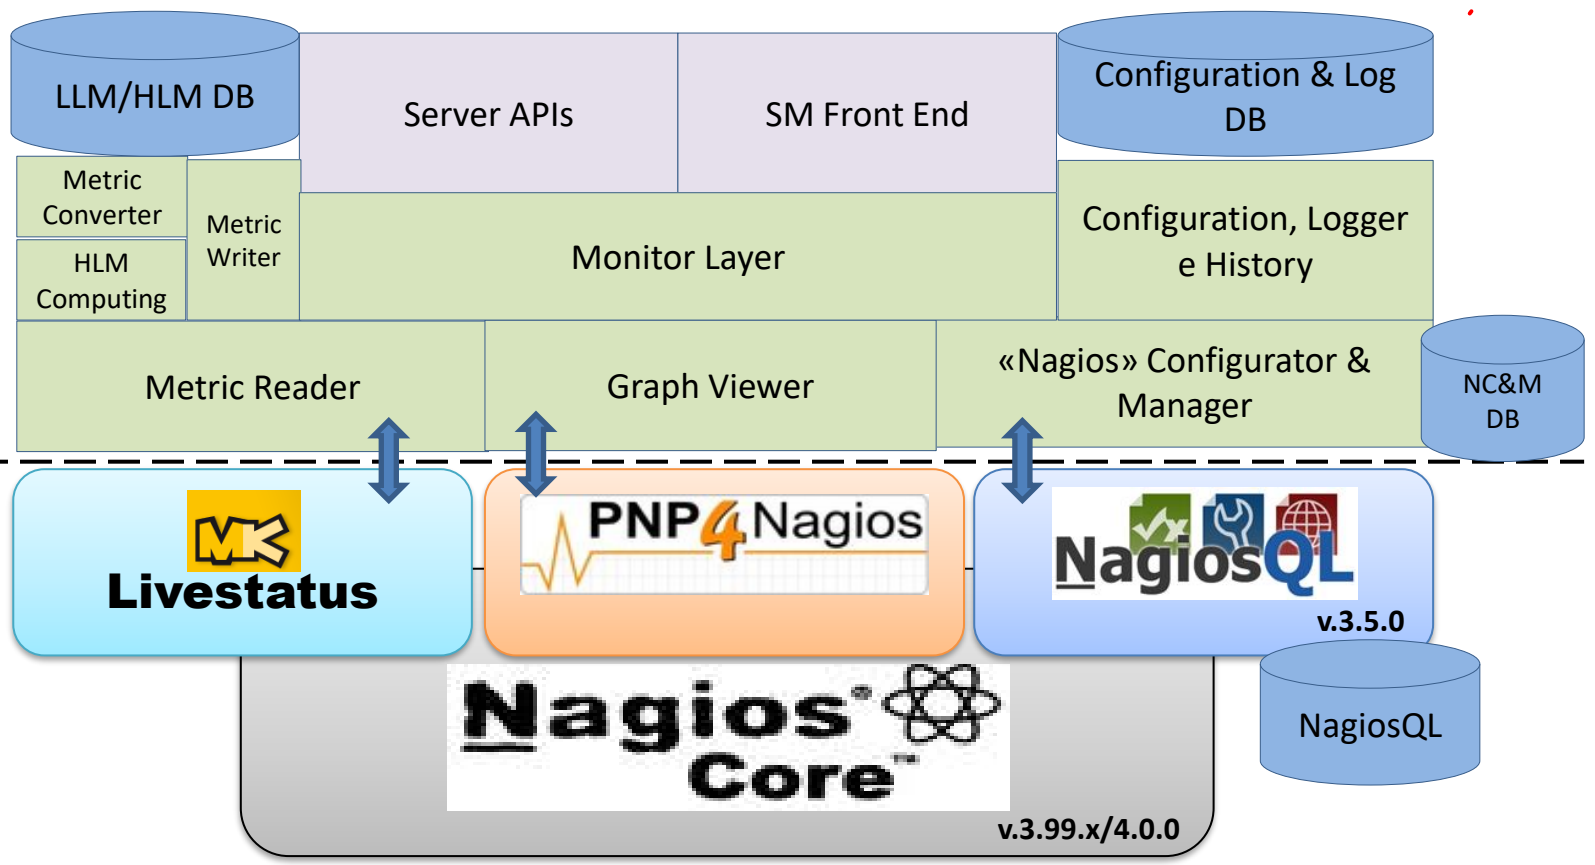 LLM/HLM DB
Server APIs
SM Front End
Configuration & Log
DB
Metric
Converter
Metric
Writer
HLM
Computing
Monitor Layer
Configuration, Logger
e History
Metric Reader
Graph Viewer
«Nagios» Configurator &
Manager
NC&M
DB
MK
Livestatus
PNP4Nagios
NagiosQL
v.3.5.0
Nagios®
Core™
v.3.99.x/4.0.0
NagiosQL